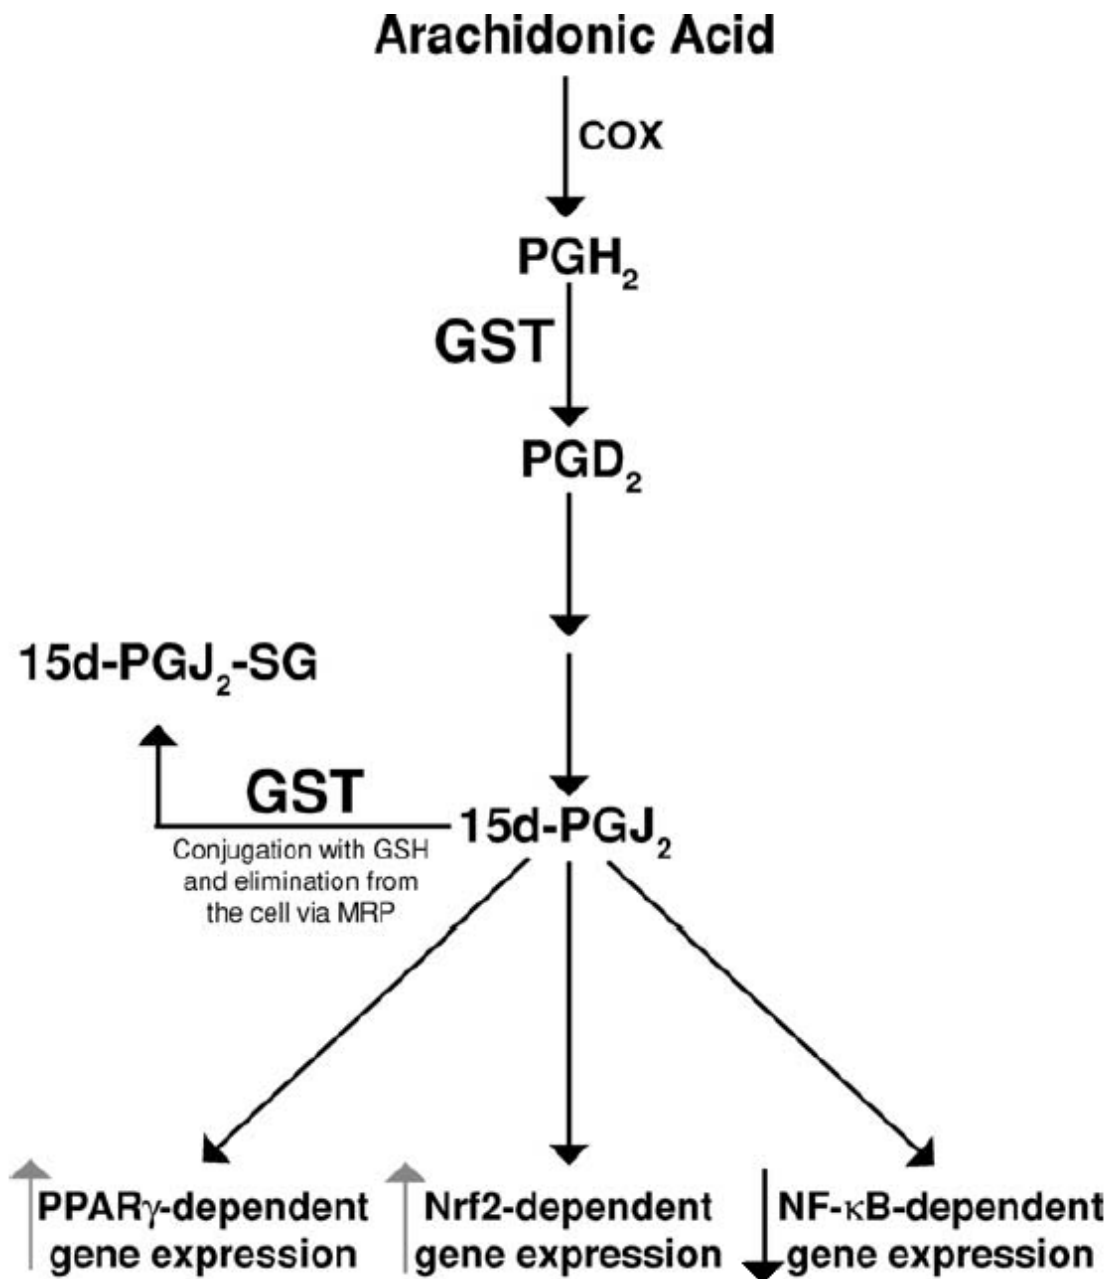 Arachidonic Acid
COX
PGH₂
GST
PGD₂
15d-PGJ₂-SG
GST
15d-PGJ₂
Conjugation with GSH
and elimination from
the cell via MRP
PPARγ-dependent
gene expression
Nrf2-dependent
gene expression
NF-κB-dependent
gene expression